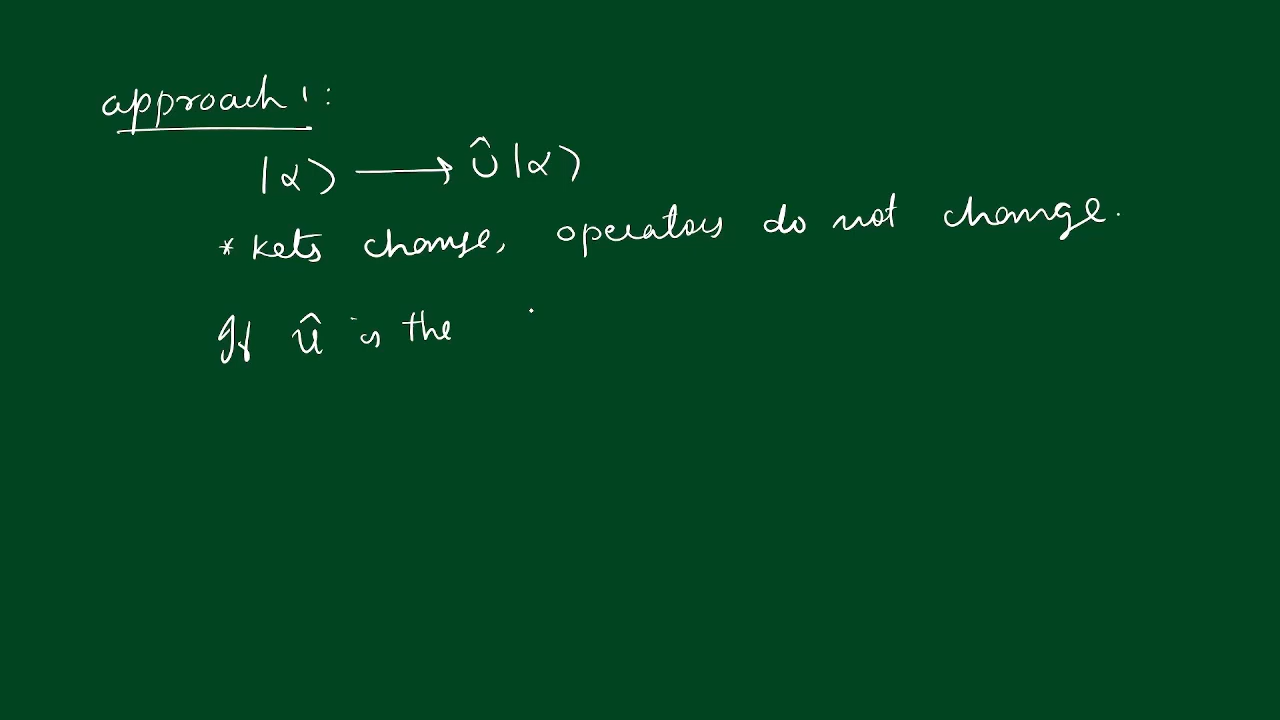 approach 1:
|α⟩ ⟶ Û|α⟩
* Kets change, operators do not change.
If û is the